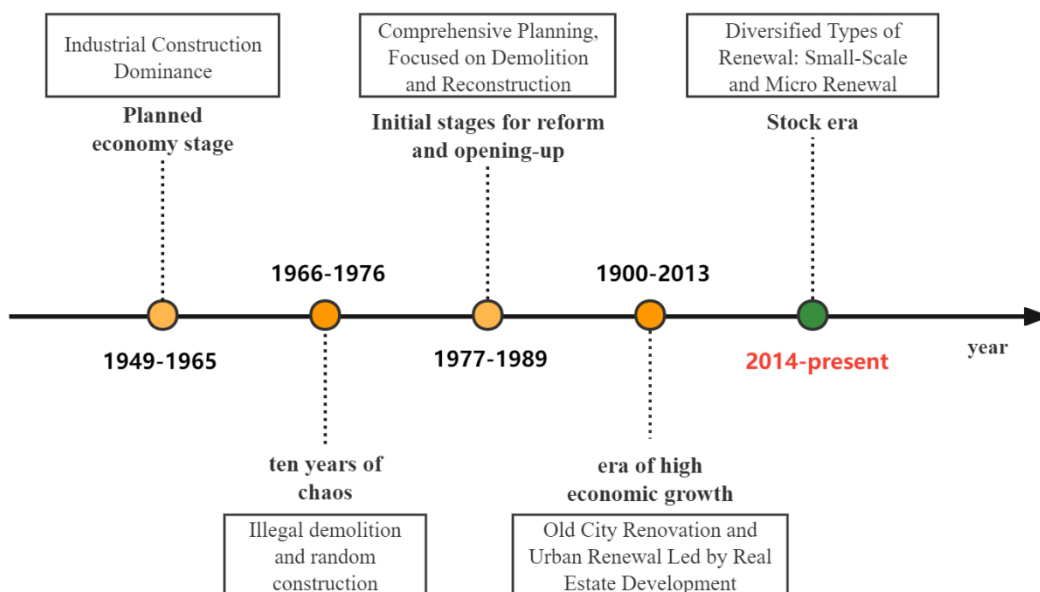 Industrial Construction
Dominance
Planned
economy stage
Comprehensive Planning,
Focused on Demolition
and Reconstruction
Initial stages for reform
and opening-up
Diversified Types of
Renewal: Small-Scale
and Micro Renewal
Stock era
1966-1976
1900-2013
1949-1965
1977-1989
2014-present
year
ten years of
chaos
Illegal demolition
and random
construction
era of high
economic growth
Old City Renovation and
Urban Renewal Led by Real
Estate Development